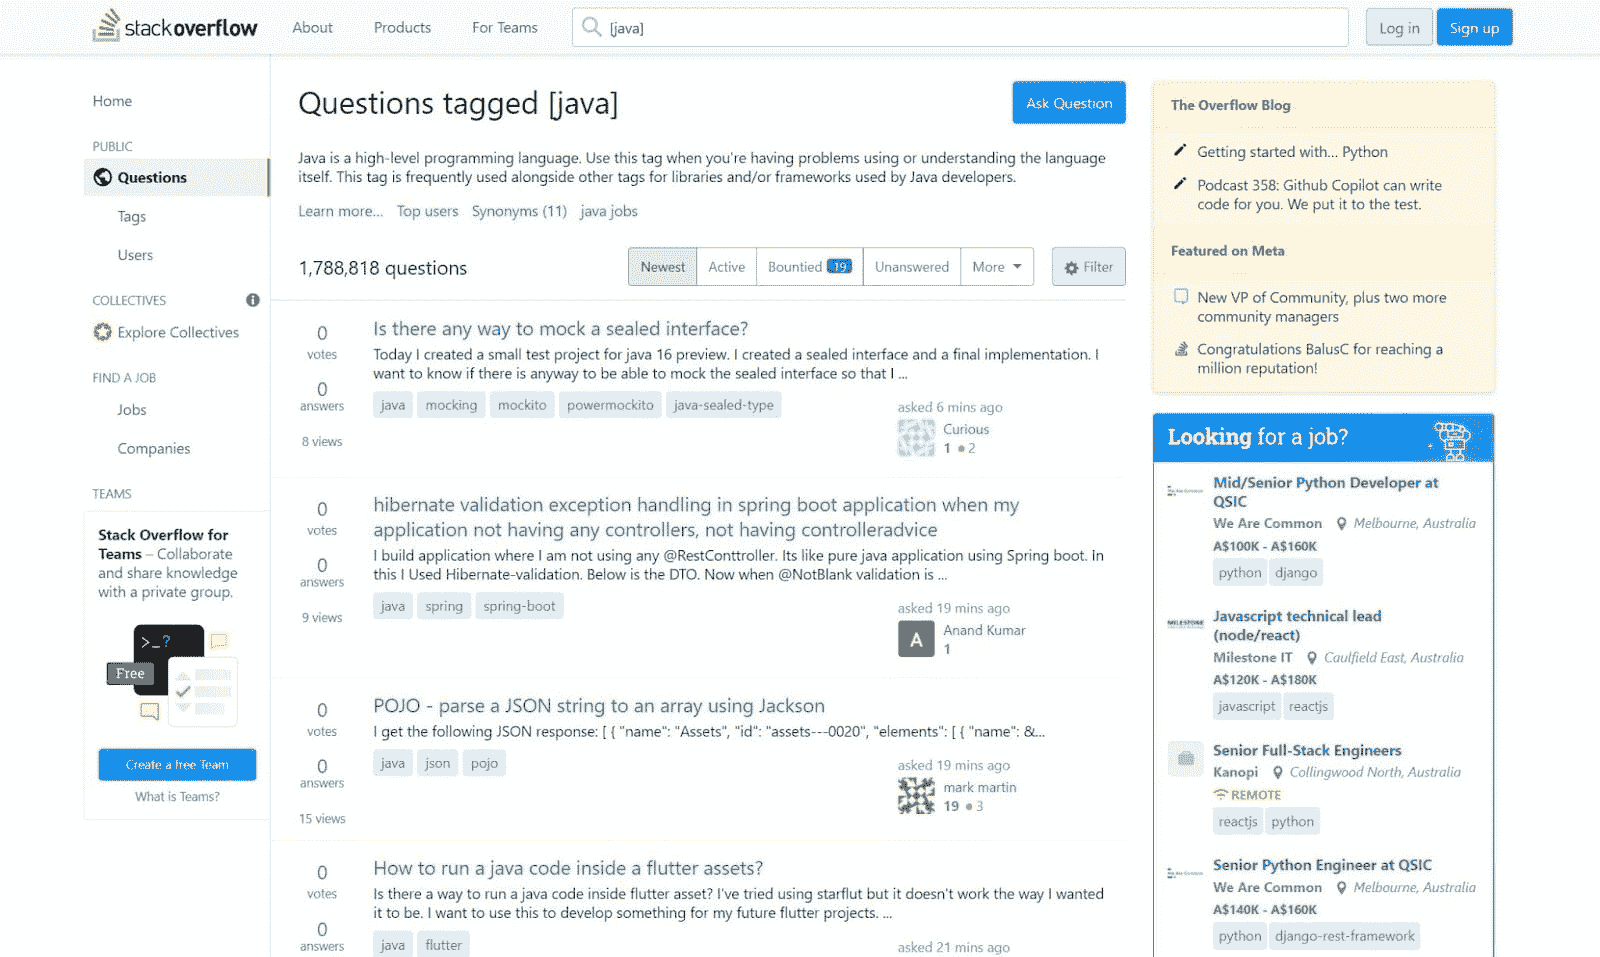 stack overflow
About
Products
For Teams
[java]
Log in
Sign up
Home
PUBLIC
Questions
Tags
Users
COLLECTIVES
Explore Collectives
FIND A JOB
Jobs
Companies
TEAMS
Stack Overflow for
Teams – Collaborate
and share knowledge
with a private group.
>_?
Free
Create a free Team
What is Teams?
Questions tagged [java]
Ask Question
Java is a high-level programming language. Use this tag when you're having problems using or understanding the language
itself. This tag is frequently used alongside other tags for libraries and/or frameworks used by Java developers.
Learn more... Top users Synonyms (11) java jobs
1,788,818 questions
Newest Active Bountied 19 Unanswered More Filter
0
votes
0
answers
8 views
Is there any way to mock a sealed interface?
Today I created a small test project for java 16 preview. I created a sealed interface and a final implementation. I
want to know if there is anyway to be able to mock the sealed interface so that I ...
java mocking mockito powermockito java-sealed-type
asked 6 mins ago
Curious
1 ● 2
0
votes
0
answers
9 views
hibernate validation exception handling in spring boot application when my
application not having any controllers, not having controlleradvice
I build application where I am not using any @RestConttroller. Its like pure java application using Spring boot. In
this I Used Hibernate-validation. Below is the DTO. Now when @NotBlank validation is ...
java spring spring-boot
asked 19 mins ago
A
Anand Kumar
1
0
votes
0
answers
15 views
POJO - parse a JSON string to an array using Jackson
I get the following JSON response: [ { "name": "Assets", "id": "assets---0020", "elements": [ { "name": &...
java json pojo
asked 19 mins ago
mark martin
19 ● 3
0
votes
0
answers
How to run a java code inside a flutter assets?
Is there a way to run a java code inside flutter asset? I've tried using starflut but it doesn't work the way I wanted
it to be. I want to use this to develop something for my future flutter projects. ...
java flutter
asked 21 mins ago
The Overflow Blog
Getting started with... Python
Podcast 358: Github Copilot can write
code for you. We put it to the test.
Featured on Meta
New VP of Community, plus two more
community managers
Congratulations BalusC for reaching a
million reputation!
Looking for a job?
Mid/Senior Python Developer at
QSIC
We Are Common Melbourne, Australia
A$100K - A$160K
python django
MILESTONE
Javascript technical lead
(node/react)
Milestone IT Caulfield East, Australia
A$120K - A$180K
javascript reactjs
Senior Full-Stack Engineers
Kanopi Collingwood North, Australia
REMOTE
reactjs python
Senior Python Engineer at QSIC
We Are Common Melbourne, Australia
A$140K - A$160K
python django-rest-framework